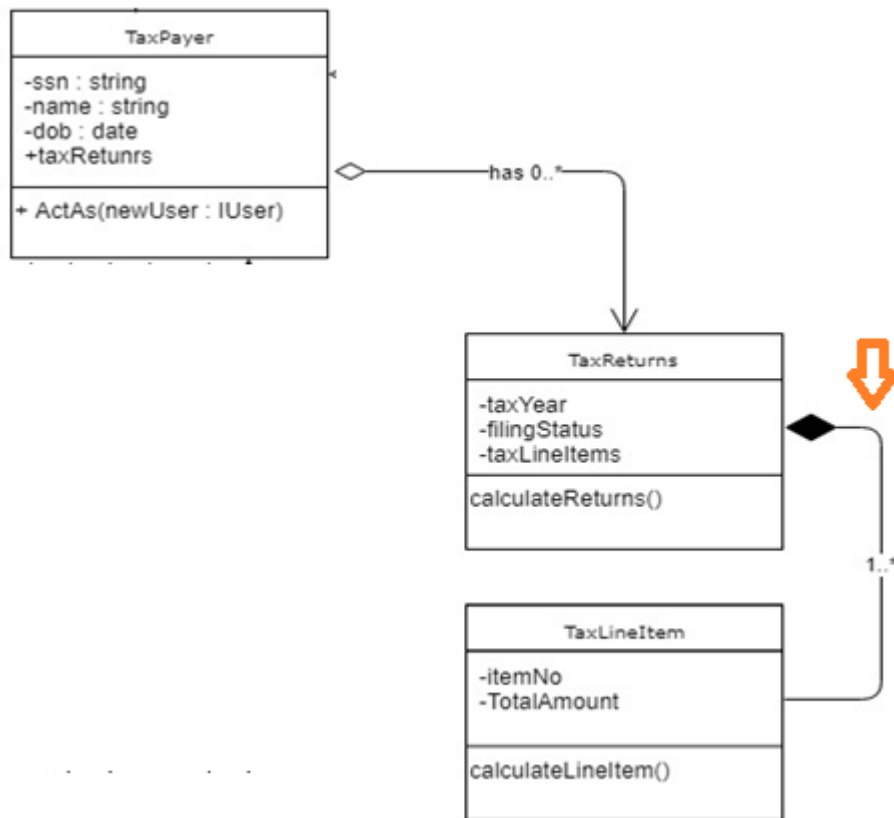 TaxPayer
-ssn : string
-name : string
-dob : date
+taxRetunrs
+ ActAs(newUser : IUser)
has 0..*
TaxReturns
-taxYear
-filingStatus
-taxLineItems
calculateReturns()
1..*
TaxLineItem
-itemNo
-TotalAmount
calculateLineItem()